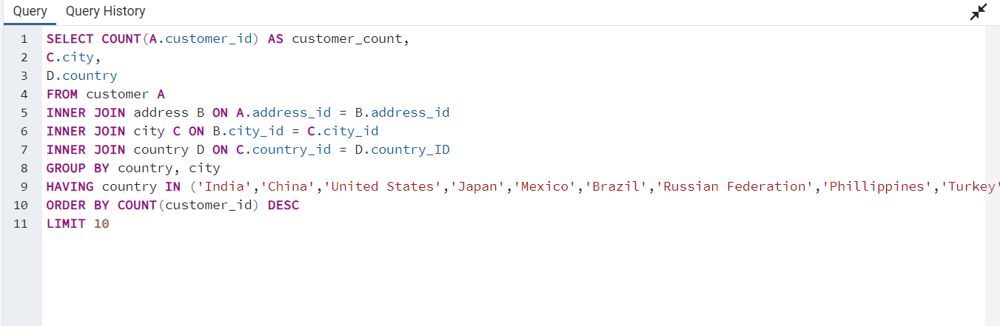 Query Query History
1 SELECT COUNT(A.customer_id) AS customer_count,
2 C.city,
3 D.country
4 FROM customer A
5 INNER JOIN address B ON A.address_id = B.address_id
6 INNER JOIN city C ON B.city_id = C.city_id
7 INNER JOIN country D ON C.country_id = D.country_ID
8 GROUP BY country, city
9 HAVING country IN ('India','China','United States','Japan','Mexico','Brazil','Russian Federation','Phillippines','Turkey'
10 ORDER BY COUNT(customer_id) DESC
11 LIMIT 10